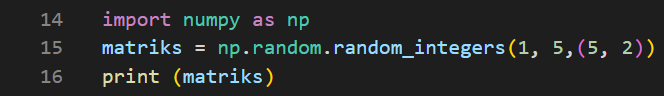 14 import numpy as np
15 matriks = np.random.random_integers(1, 5,(5, 2))
16 print (matriks)